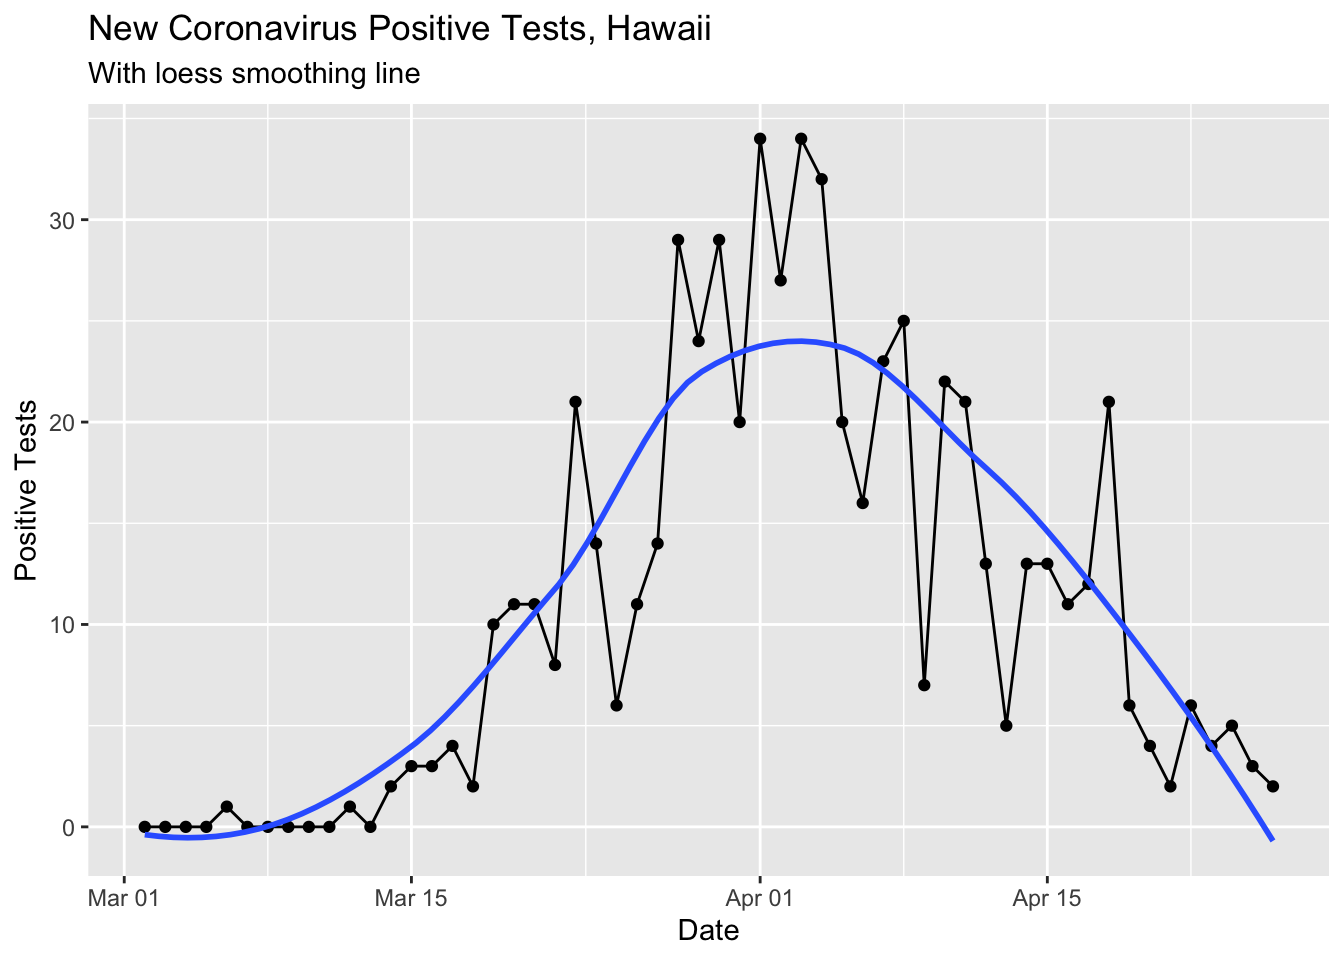 New Coronavirus Positive Tests, Hawaii
With loess smoothing line
Positive Tests
30
20
10
0
Mar 01
Mar 15
Apr 01
Apr 15
Date